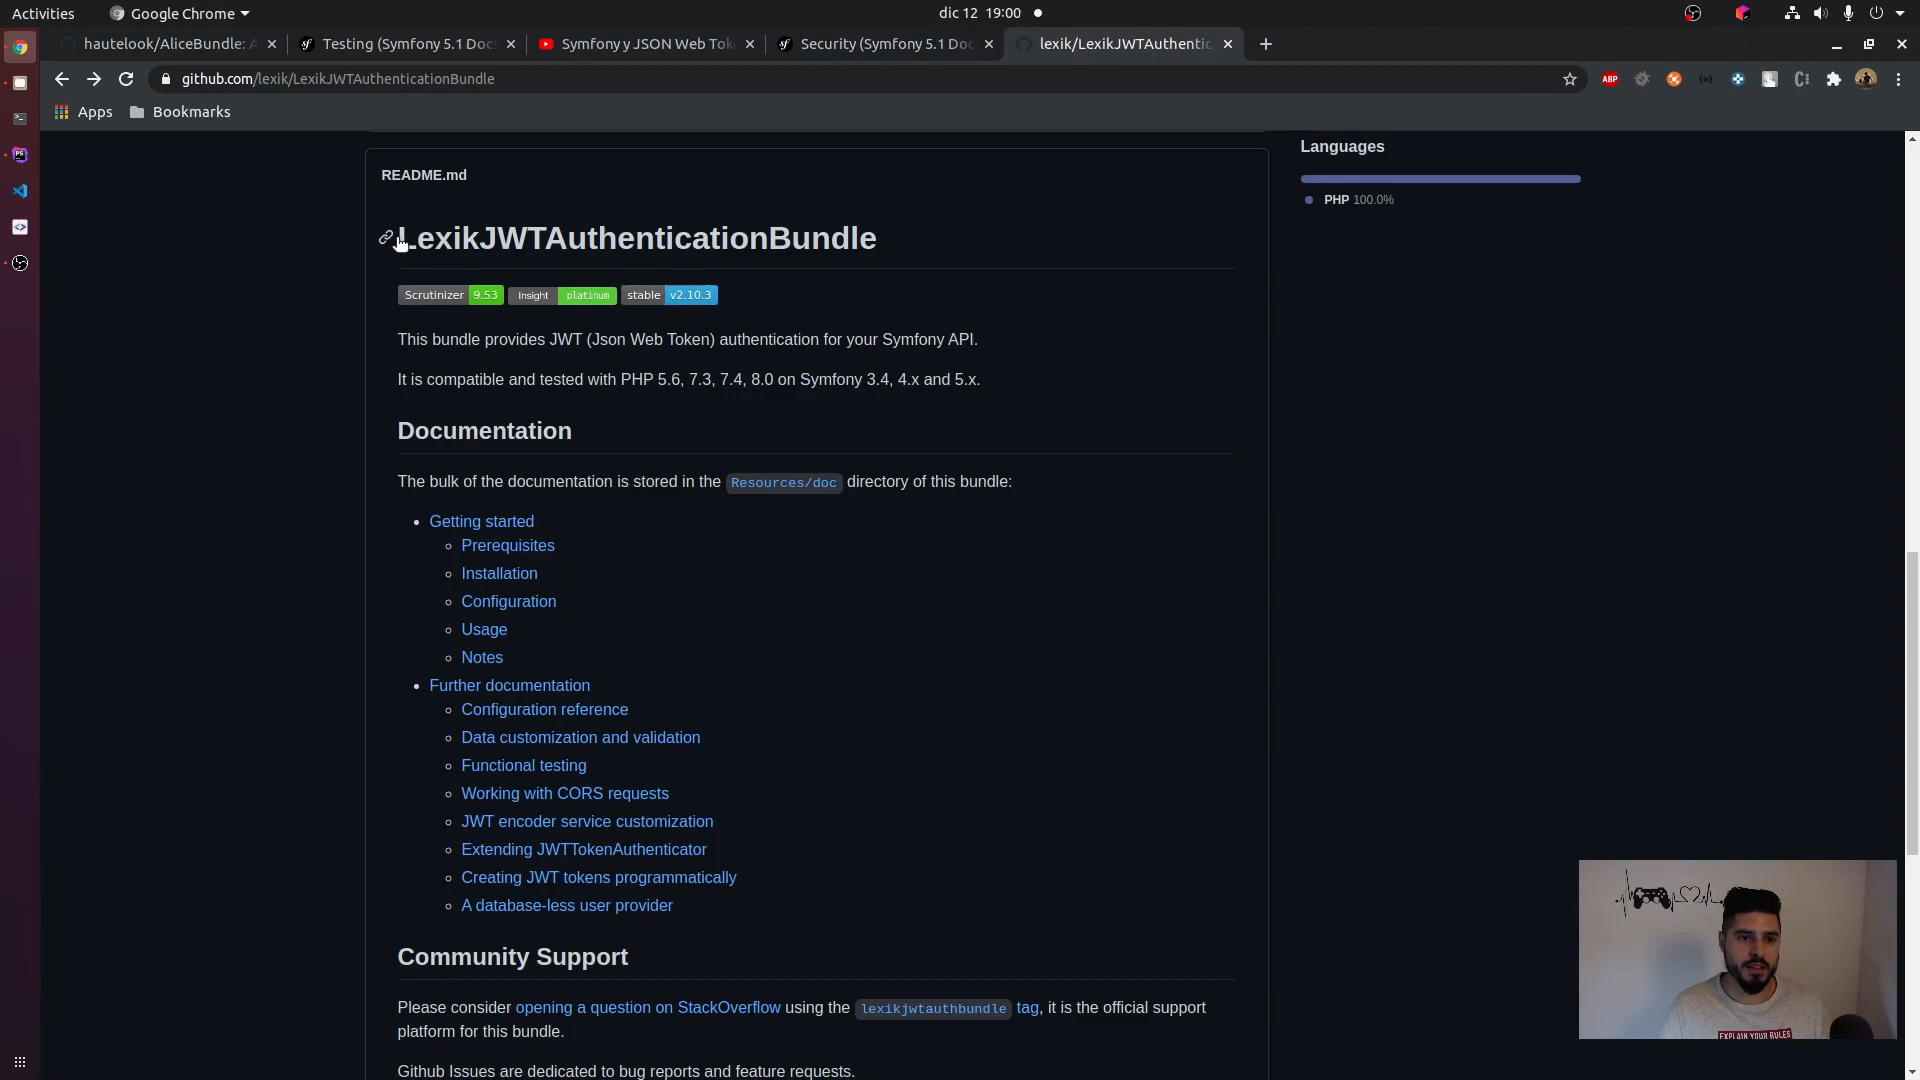 Activities
Google Chrome
dic 12 19:00
hautelook/AliceBundle: A
Testing (Symfony 5.1 Doc
Symfony y JSON Web Tok
Security (Symfony 5.1 Do
lexik/LexikJWTAuthentic
github.com/lexik/LexikJWTAuthenticationBundle
ABP
Apps
Bookmarks
README.md
LexikJWTAuthenticationBundle
Scrutinizer 9.53
Insight platinum
stable v2.10.3
This bundle provides JWT (Json Web Token) authentication for your Symfony API.
It is compatible and tested with PHP 5.6, 7.3, 7.4, 8.0 on Symfony 3.4, 4.x and 5.x.
Documentation
The bulk of the documentation is stored in the Resources/doc directory of this bundle:
Getting started
Prerequisites
Installation
Configuration
Usage
Notes
Further documentation
Configuration reference
Data customization and validation
Functional testing
Working with CORS requests
JWT encoder service customization
Extending JWTTokenAuthenticator
Creating JWT tokens programmatically
A database-less user provider
Community Support
Please consider opening a question on StackOverflow using the lexikjwtauthbundle tag, it is the official support
platform for this bundle.
Github Issues are dedicated to bug reports and feature requests.
Languages
PHP 100.0%
EXPLAIN YOUR RULES